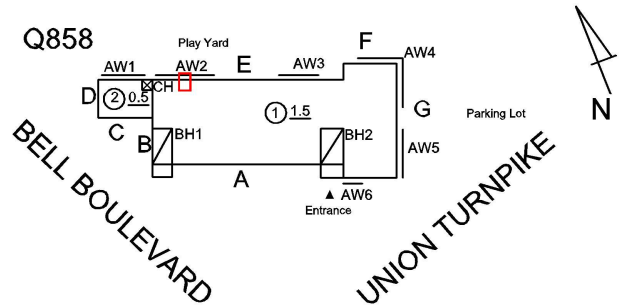 Q858
Play Yard
F
AW4
AW1
AW2
E
AW3
CH
D
2 0.5
1 1.5
G
Parking Lot
N
C
B
BH1
BH2
AW5
A
AW6
Entrance
BELL BOULEVARD
UNION TURNPIKE